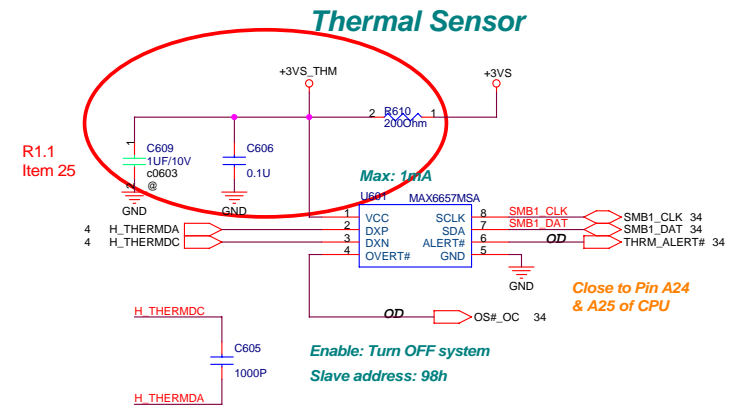 Thermal Sensor
+3VS_THM
+3VS
2
R610
1
200Ohm
R1.1
Item 25
1
C609
1UF/10V
c0603
@
2
C606
0.1U
GND
GND
Max: 1mA
U601
MAX6657MSA
1 VCC SCLK 8 SMB1_CLK SMB1_CLK 34
4 H_THERMDA 2 DXP SDA 7 SMB1_DAT SMB1_DAT 34
4 H_THERMDC 3 DXN ALERT# 6 OD THRM_ALERT# 34
4 OVERT# GND 5
GND
Close to Pin A24
& A25 of CPU
H_THERMDC
OD
OS#_OC 34
C605
1000P
Enable: Turn OFF system
Slave address: 98h
H_THERMDA